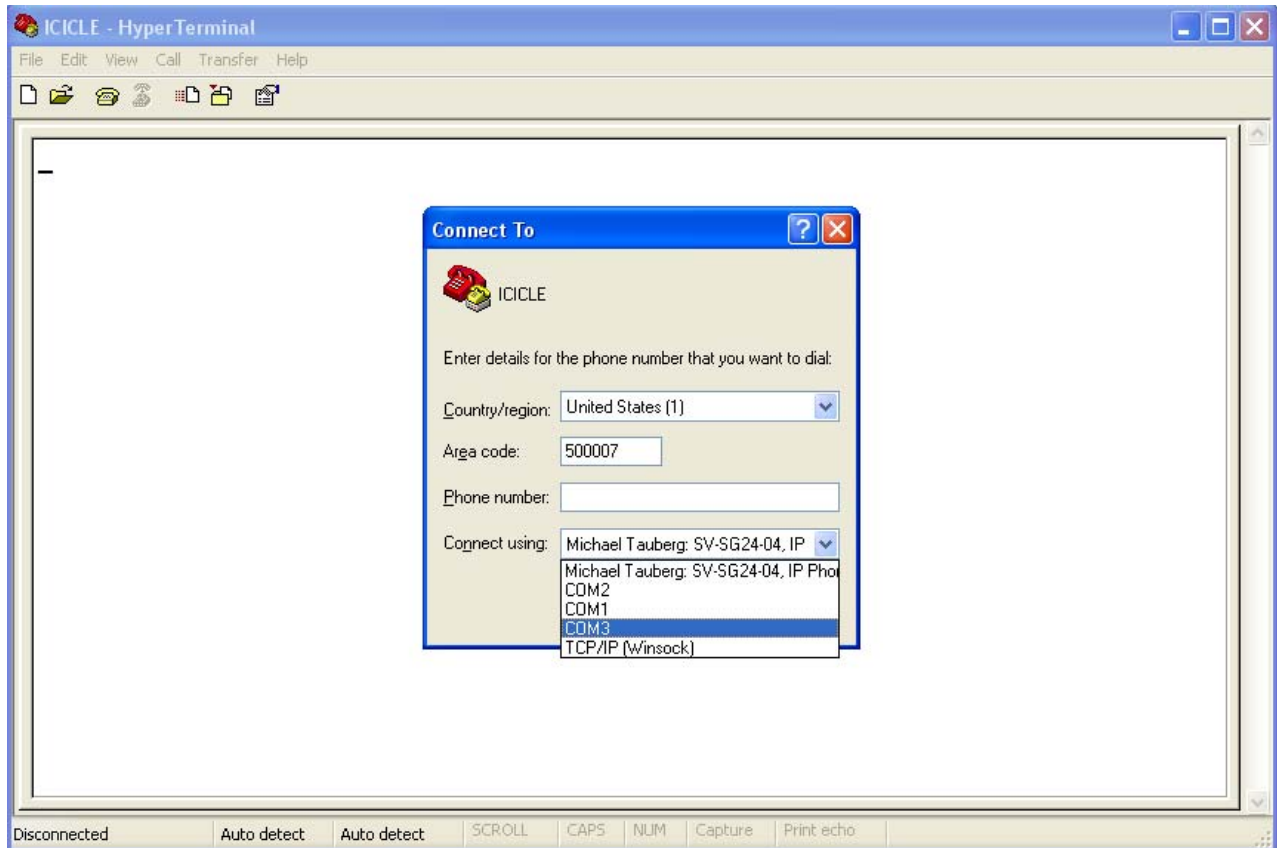 ICICLE - HyperTerminal
File Edit View Call Transfer Help
Connect To
ICICLE
Enter details for the phone number that you want to dial:
Country/region: United States (1)
Area code: 500007
Phone number:
Connect using: Michael Tauberg: SV-SG24-04, IP
Michael Tauberg: SV-SG24-04, IP Pho
COM2
COM1
COM3
TCP/IP (Winsock)
Disconnected Auto detect Auto detect SCROLL CAPS NUM Capture Print echo